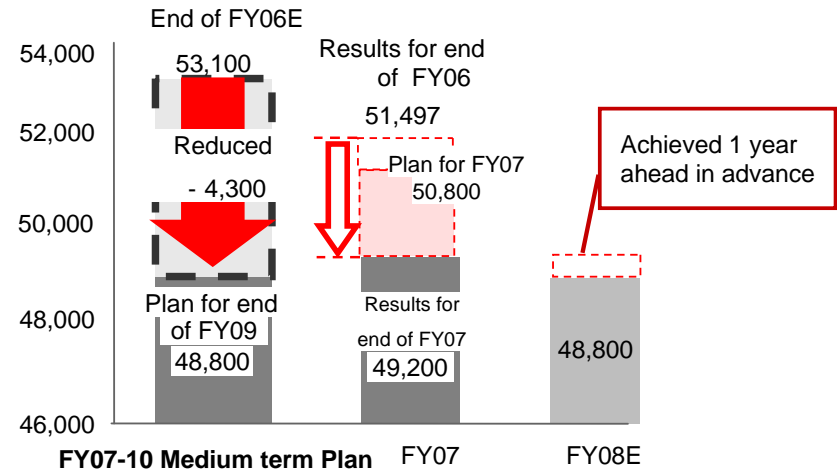 End of FY06E
54,000
52,000
50,000
48,000
46,000
53,100
Reduced
- 4,300
Plan for end
of FY09
48,800
Results for end
of FY06
51,497
Plan for FY07
50,800
Results for
end of FY07
49,200
Achieved 1 year
ahead in advance
48,800
FY07-10 Medium term Plan
FY07
FY08E